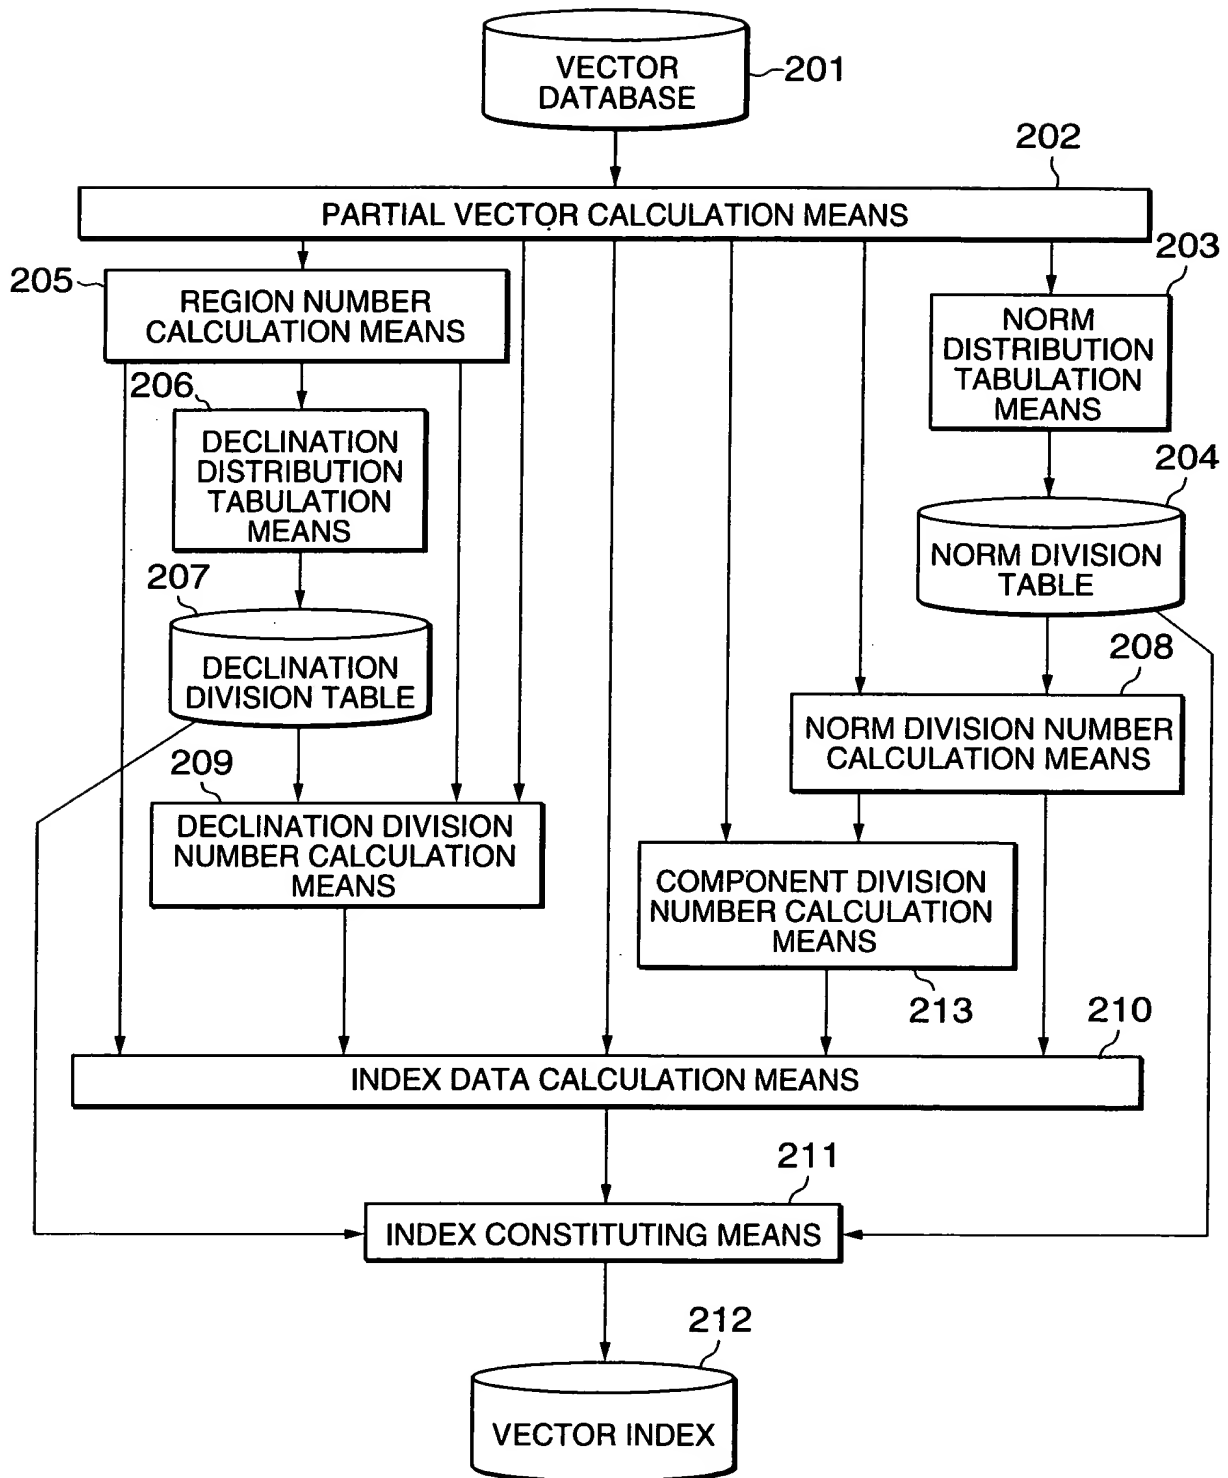 VECTOR
DATABASE
201
202
PARTIAL VECTOR CALCULATION MEANS
203
205
REGION NUMBER
CALCULATION MEANS
NORM
DISTRIBUTION
TABULATION
MEANS
206
DECLINATION
DISTRIBUTION
TABULATION
MEANS
204
NORM DIVISION
TABLE
207
DECLINATION
DIVISION TABLE
208
NORM DIVISION NUMBER
CALCULATION MEANS
209
DECLINATION DIVISION
NUMBER CALCULATION
MEANS
COMPONENT DIVISION
NUMBER CALCULATION
MEANS
213
210
INDEX DATA CALCULATION MEANS
211
INDEX CONSTITUTING MEANS
212
VECTOR INDEX